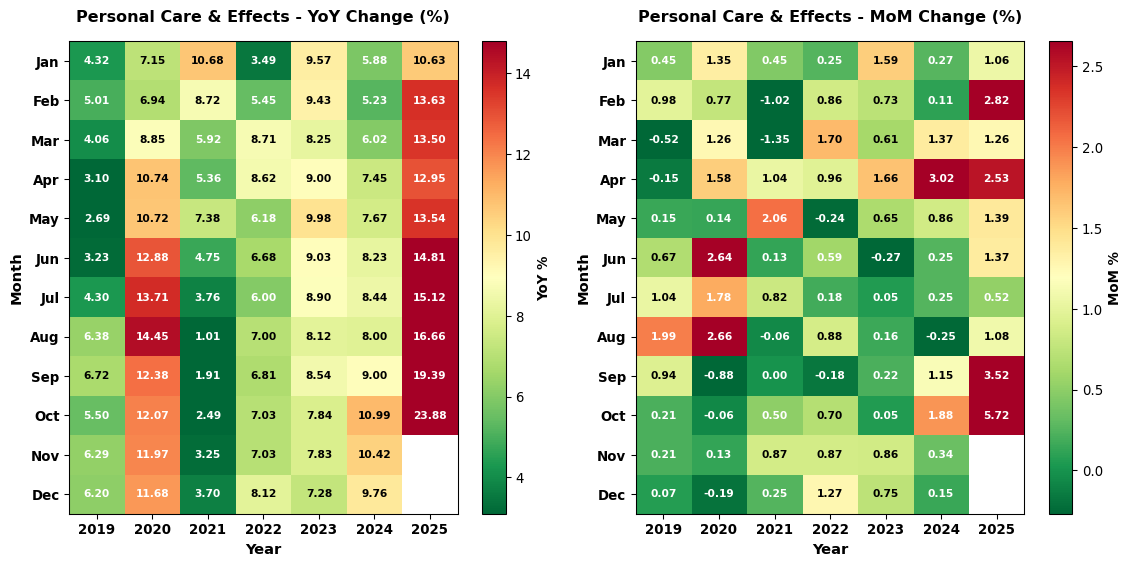 Personal Care & Effects - YoY Change (%)
Month
Jan 4.32 7.15 10.68 3.49 9.57 5.88 10.63
Feb 5.01 6.94 8.72 5.45 9.43 5.23 13.63
Mar 4.06 8.85 5.92 8.71 8.25 6.02 13.50
Apr 3.10 10.74 5.36 8.62 9.00 7.45 12.95
May 2.69 10.72 7.38 6.18 9.98 7.67 13.54
Jun 3.23 12.88 4.75 6.68 9.03 8.23 14.81
Jul 4.30 13.71 3.76 6.00 8.90 8.44 15.12
Aug 6.38 14.45 1.01 7.00 8.12 8.00 16.66
Sep 6.72 12.38 1.91 6.81 8.54 9.00 19.39
Oct 5.50 12.07 2.49 7.03 7.84 10.99 23.88
Nov 6.29 11.97 3.25 7.03 7.83 10.42
Dec 6.20 11.68 3.70 8.12 7.28 9.76
2019 2020 2021 2022 2023 2024 2025
Year
14
12
10
8
6
4
YoY %
Personal Care & Effects - MoM Change (%)
Month
Jan 0.45 1.35 0.45 0.25 1.59 0.27 1.06
Feb 0.98 0.77 -1.02 0.86 0.73 0.11 2.82
Mar -0.52 1.26 -1.35 1.70 0.61 1.37 1.26
Apr -0.15 1.58 1.04 0.96 1.66 3.02 2.53
May 0.15 0.14 2.06 -0.24 0.65 0.86 1.39
Jun 0.67 2.64 0.13 0.59 -0.27 0.25 1.37
Jul 1.04 1.78 0.82 0.18 0.05 0.25 0.52
Aug 1.99 2.66 -0.06 0.88 0.16 -0.25 1.08
Sep 0.94 -0.88 0.00 -0.18 0.22 1.15 3.52
Oct 0.21 -0.06 0.50 0.70 0.05 1.88 5.72
Nov 0.21 0.13 0.87 0.87 0.86 0.34
Dec 0.07 -0.19 0.25 1.27 0.75 0.15
2019 2020 2021 2022 2023 2024 2025
Year
2.5
2.0
1.5
1.0
0.5
0.0
MoM %